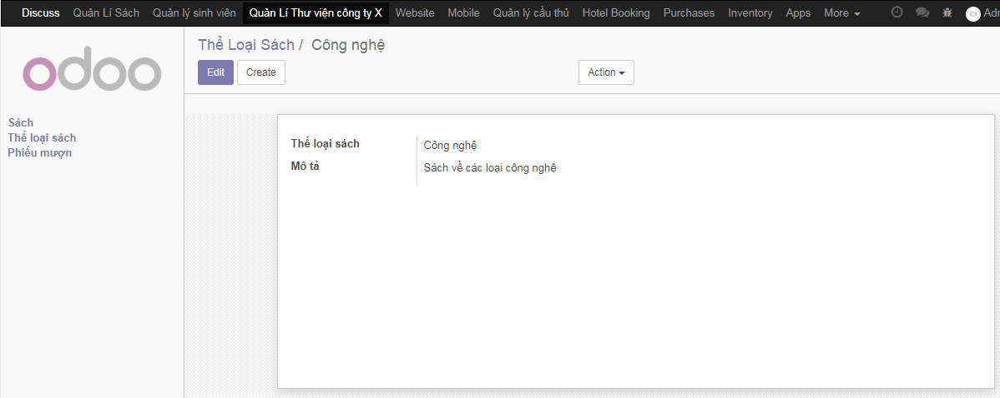 Discuss Quản Lí Sách Quản lý sinh viên Quản Lí Thư viện công ty X Website Mobile Quản lý cầu thủ Hotel Booking Purchases Inventory Apps More
odoo
Thể Loại Sách / Công nghệ
Edit Create Action
Sách
Thể loại sách
Phiếu mượn
Thể loại sách Công nghệ
Mô tả Sách về các loại công nghệ